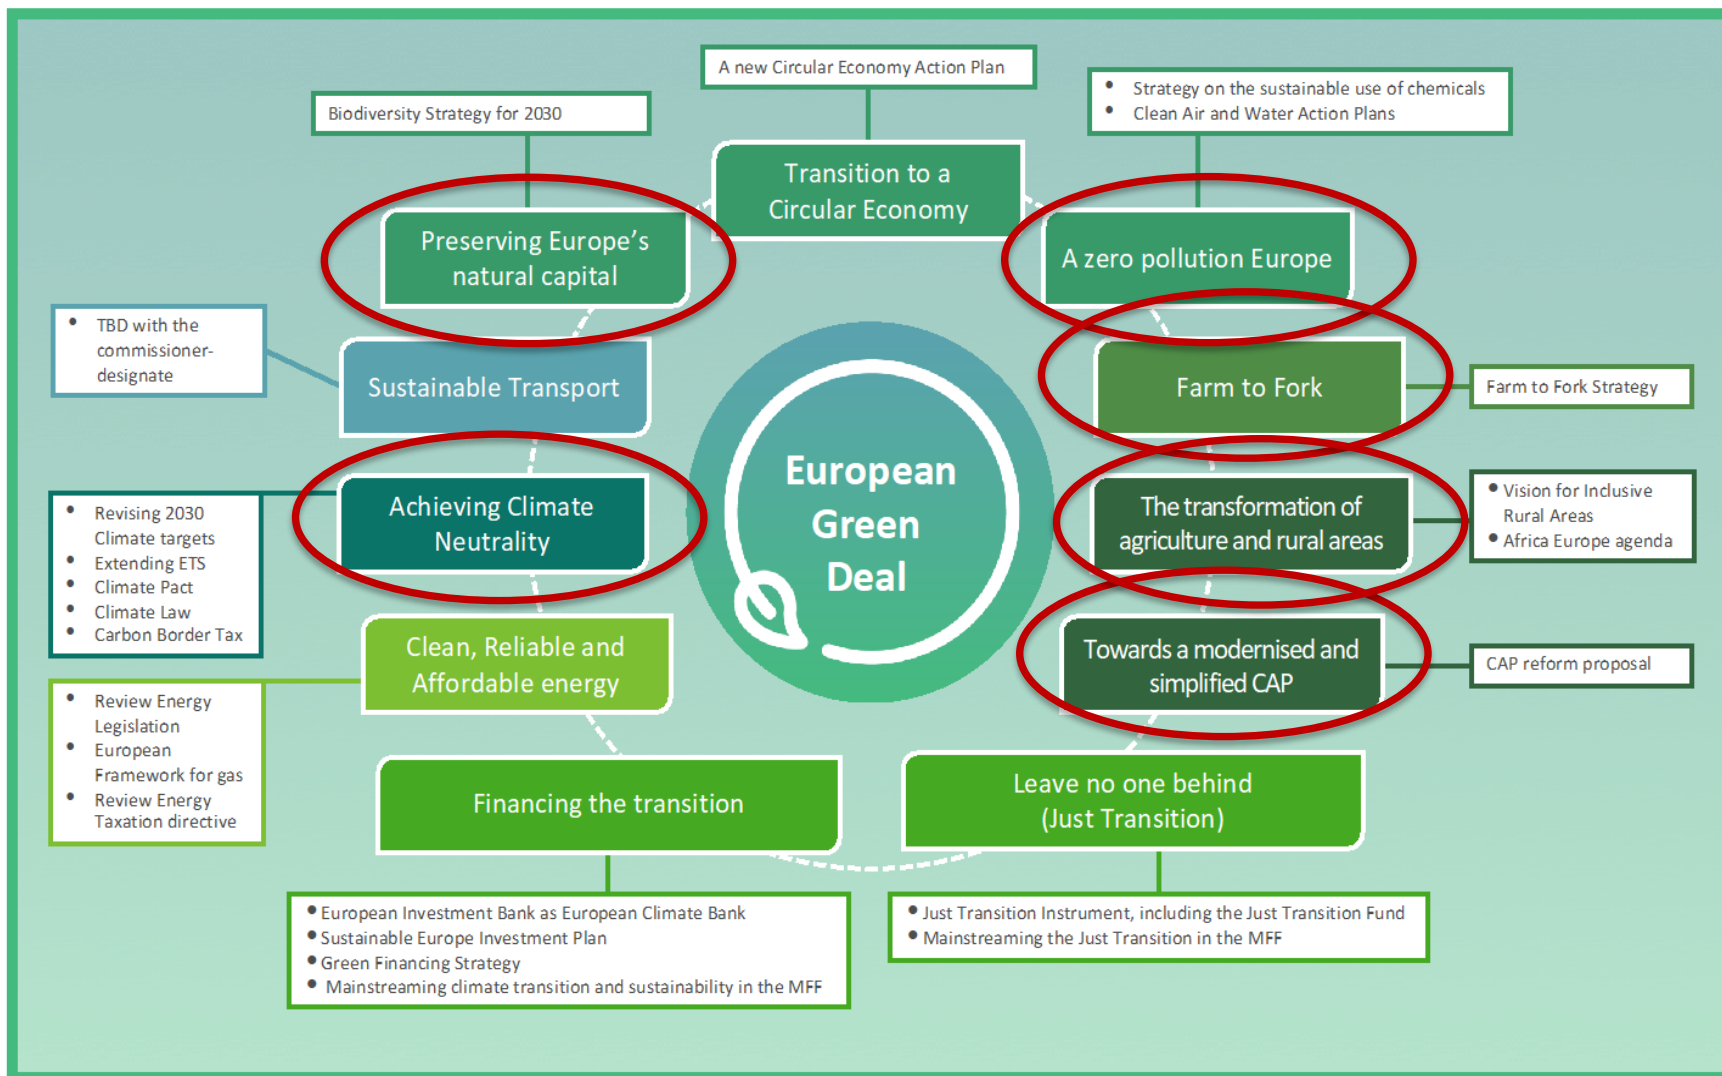 A new Circular Economy Action Plan
• Strategy on the sustainable use of chemicals
• Clean Air and Water Action Plans
Biodiversity Strategy for 2030
Transition to a
Circular Economy
Preserving Europe’s
natural capital
A zero pollution Europe
• TBD with the
commissioner-
designate
Sustainable Transport
Farm to Fork
Farm to Fork Strategy
European
Green
Deal
Achieving Climate
Neutrality
• Revising 2030
Climate targets
• Extending ETS
• Climate Pact
• Climate Law
• Carbon Border Tax
The transformation of
agriculture and rural areas
• Vision for Inclusive
Rural Areas
• Africa Europe agenda
Clean, Reliable and
Affordable energy
• Review Energy
Legislation
• European
Framework for gas
• Review Energy
Taxation directive
Towards a modernised and
simplified CAP
CAP reform proposal
Financing the transition
Leave no one behind
(Just Transition)
• European Investment Bank as European Climate Bank
• Sustainable Europe Investment Plan
• Green Financing Strategy
• Mainstreaming climate transition and sustainability in the MFF
• Just Transition Instrument, including the Just Transition Fund
• Mainstreaming the Just Transition in the MFF